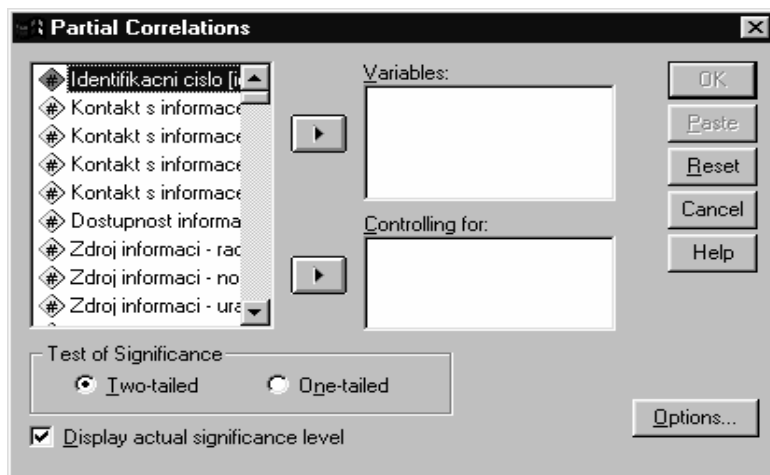 Partial Correlations
Identifikacni cislo [i
Kontakt s informace
Kontakt s informace
Kontakt s informace
Kontakt s informace
Dostupnost informa
Zdroj informaci - rad
Zdroj informaci - no
Zdroj informaci - ura
Variables:
Controlling for:
OK
Paste
Reset
Cancel
Help
Test of Significance
Two-tailed
One-tailed
Display actual significance level
Options...